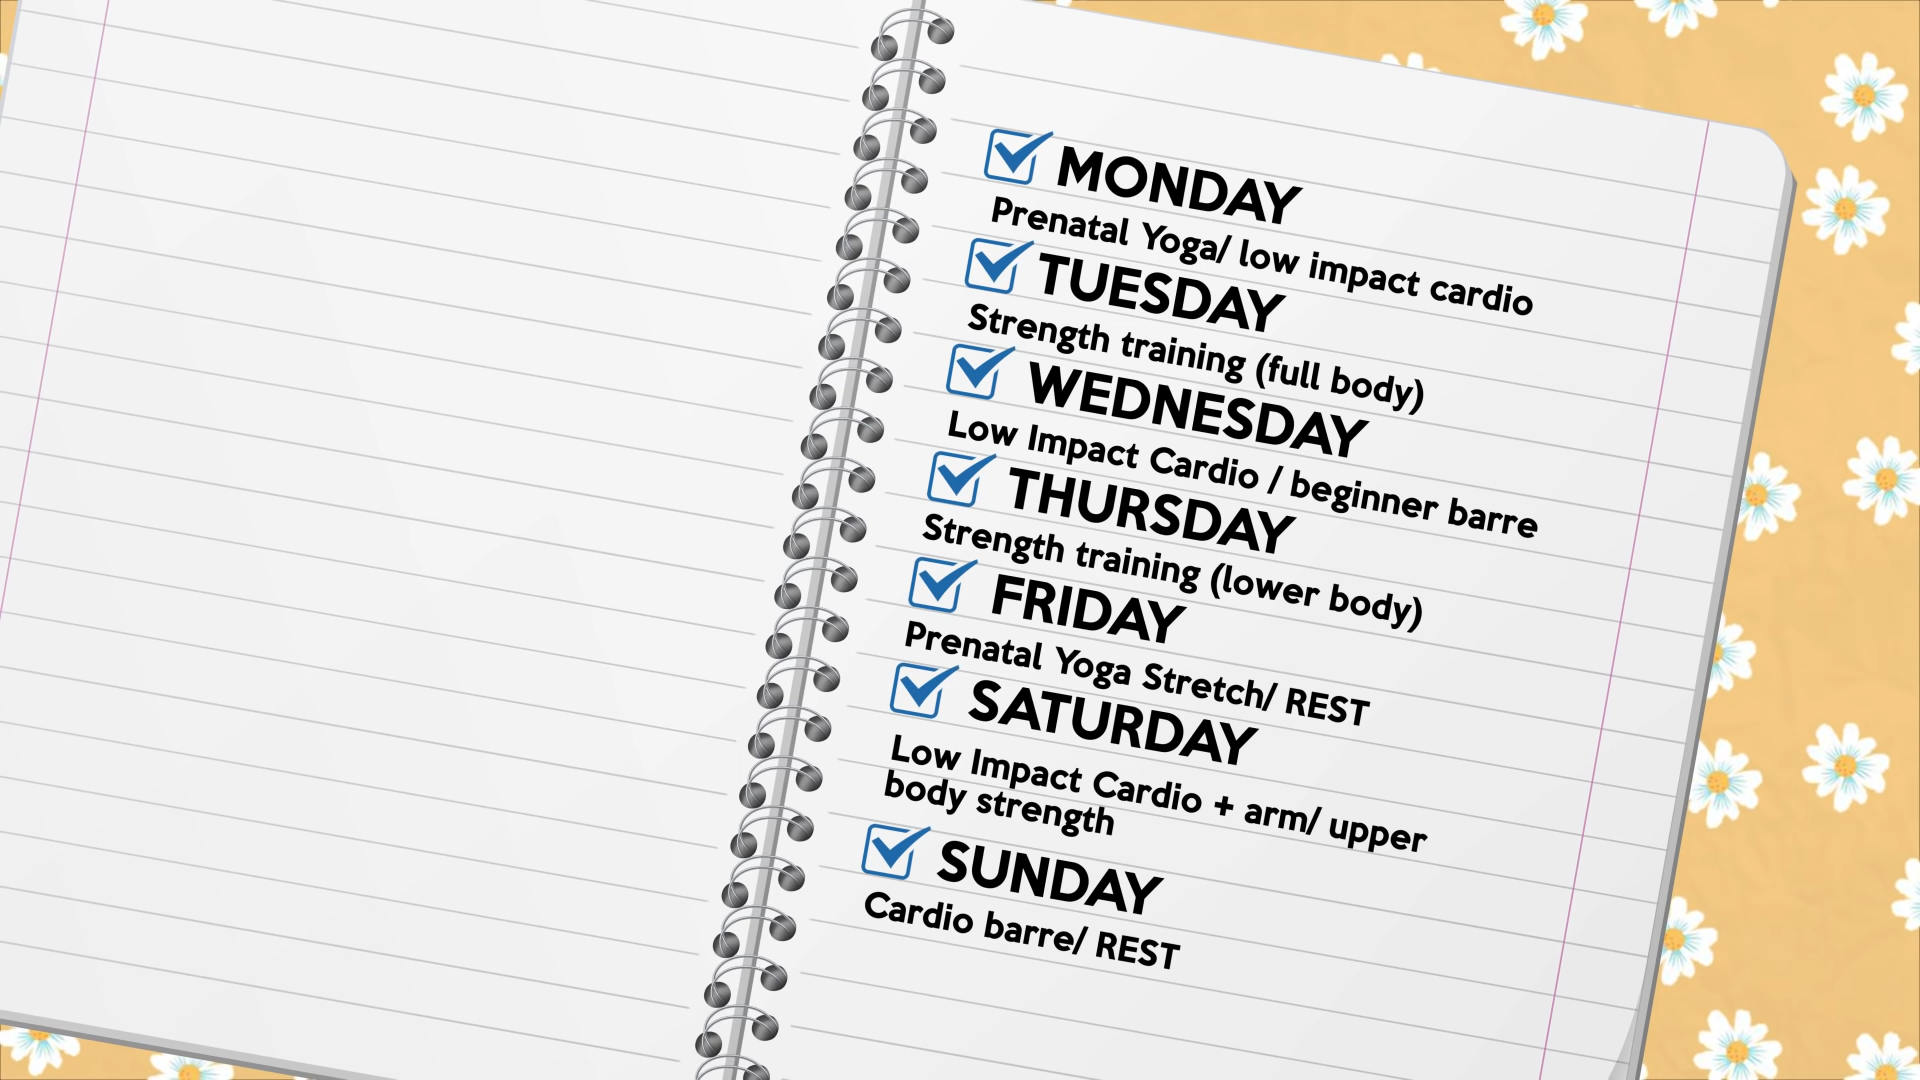 MONDAY
Prenatal Yoga/ low impact cardio
TUESDAY
Strength training (full body)
WEDNESDAY
Low Impact Cardio / beginner barre
THURSDAY
Strength training (lower body)
FRIDAY
Prenatal Yoga Stretch/ REST
SATURDAY
Low Impact Cardio + arm/ upper
body strength
SUNDAY
Cardio barre/ REST